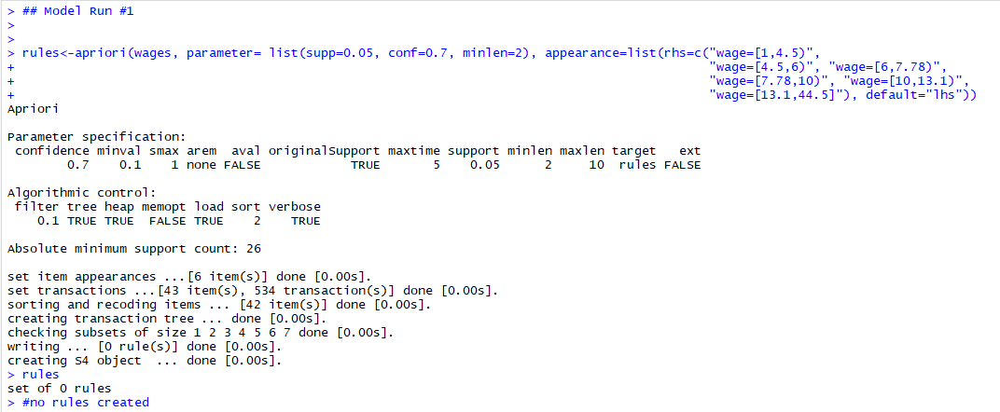 > ## Model Run #1
>
>
> rules<-apriori(wages, parameter= list(supp=0.05, conf=0.7, minlen=2), appearance=list(rhs=c("wage=[1,4.5)",
+ "wage=[4.5,6)", "wage=[6,7.78)",
+ "wage=[7.78,10)", "wage=[10,13.1)",
+ "wage=[13.1,44.5]"), default="lhs"))
Apriori

Parameter specification:
 confidence minval smax arem aval originalSupport maxtime support minlen maxlen target ext
 0.7 0.1 1 none FALSE TRUE 5 0.05 2 10 rules FALSE

Algorithmic control:
 filter tree heap memopt load sort verbose
 0.1 TRUE TRUE FALSE TRUE 2 TRUE

Absolute minimum support count: 26

set item appearances ...[6 item(s)] done [0.00s].
set transactions ...[43 item(s), 534 transaction(s)] done [0.00s].
sorting and recoding items ... [42 item(s)] done [0.00s].
creating transaction tree ... done [0.00s].
checking subsets of size 1 2 3 4 5 6 7 done [0.00s].
writing ... [0 rule(s)] done [0.00s].
creating S4 object ... done [0.00s].
> rules
set of 0 rules
> #no rules created